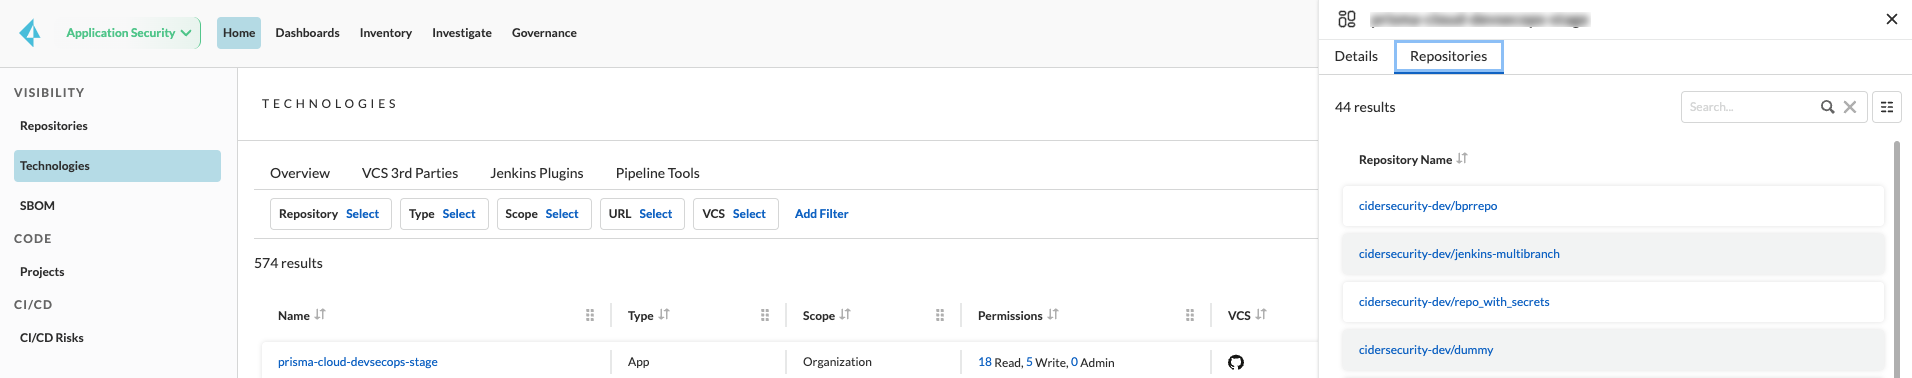 Application Security
Home
Dashboards
Inventory
Investigate
Governance
VISIBILITY
Repositories
Technologies
SBOM
CODE
Projects
CI/CD
CI/CD Risks
TECHNOLOGIES
Overview
VCS 3rd Parties
Jenkins Plugins
Pipeline Tools
Repository Select
Type Select
Scope Select
URL Select
VCS Select
Add Filter
574 results
Name
Type
Scope
Permissions
VCS
prisma-cloud-devsecops-stage
App
Organization
18 Read, 5 Write, 0 Admin
Details
Repositories
44 results
Search...
Repository Name
cidersecurity-dev/bprrepo
cidersecurity-dev/jenkins-multibranch
cidersecurity-dev/repo_with_secrets
cidersecurity-dev/dummy